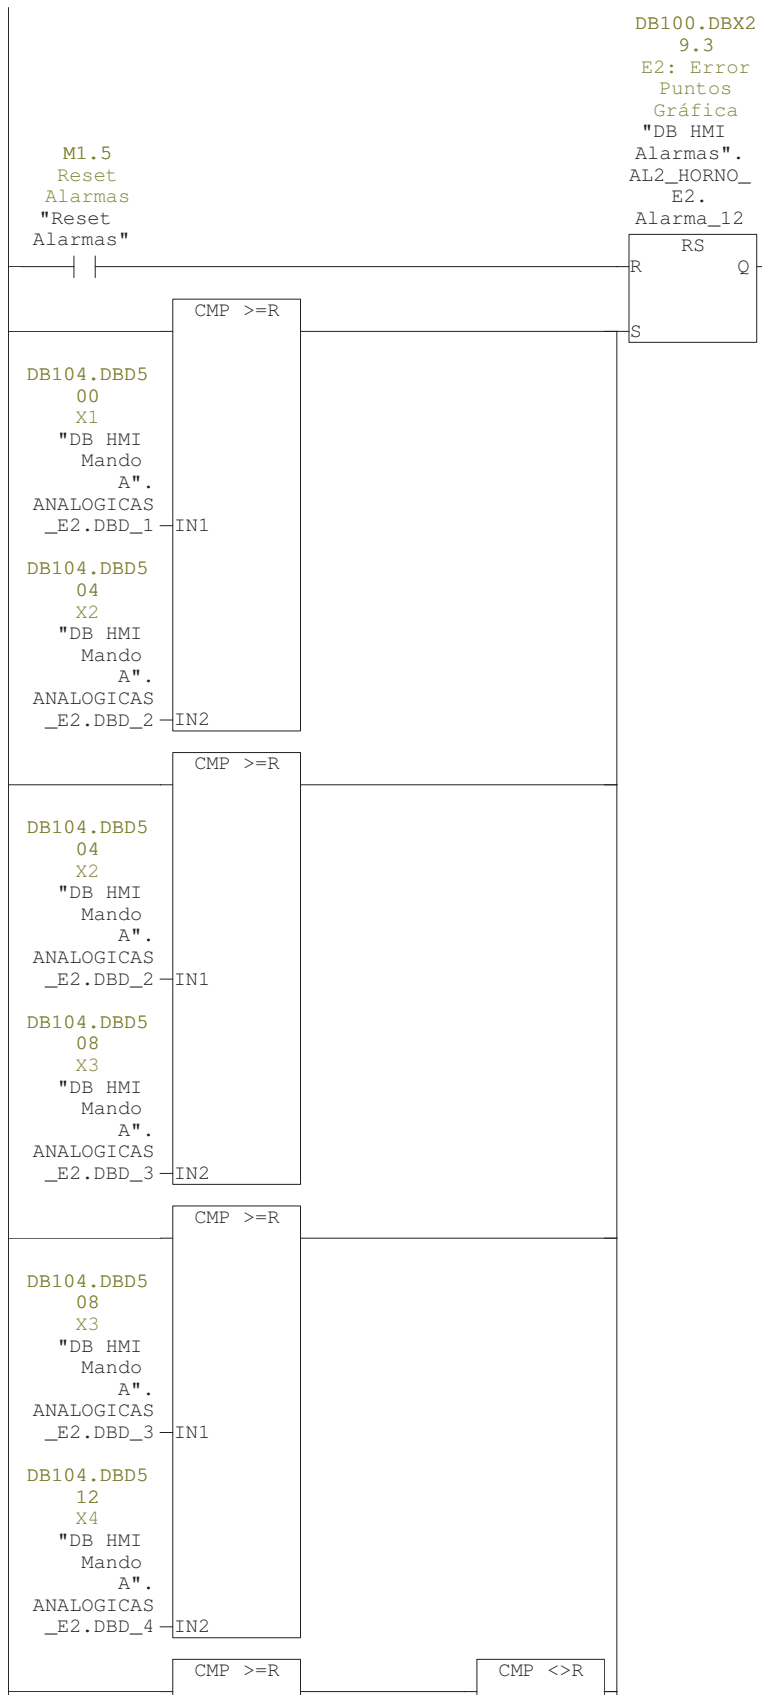 DB100.DBX2
9.3
E2: Error
Puntos
Gráfica
"DB HMI
Alarmas".
AL2_HORNO_
E2.
Alarma_12
M1.5
Reset
Alarmas
"Reset
Alarmas"
RS
R
Q
S
CMP >=R
DB104.DBD5
00
X1
"DB HMI
Mando
A".
ANALOGICAS
_E2.DBD_1
IN1
DB104.DBD5
04
X2
"DB HMI
Mando
A".
ANALOGICAS
_E2.DBD_2
IN2
CMP >=R
DB104.DBD5
04
X2
"DB HMI
Mando
A".
ANALOGICAS
_E2.DBD_2
IN1
DB104.DBD5
08
X3
"DB HMI
Mando
A".
ANALOGICAS
_E2.DBD_3
IN2
CMP >=R
DB104.DBD5
08
X3
"DB HMI
Mando
A".
ANALOGICAS
_E2.DBD_3
IN1
DB104.DBD5
12
X4
"DB HMI
Mando
A".
ANALOGICAS
_E2.DBD_4
IN2
CMP >=R
CMP <>R